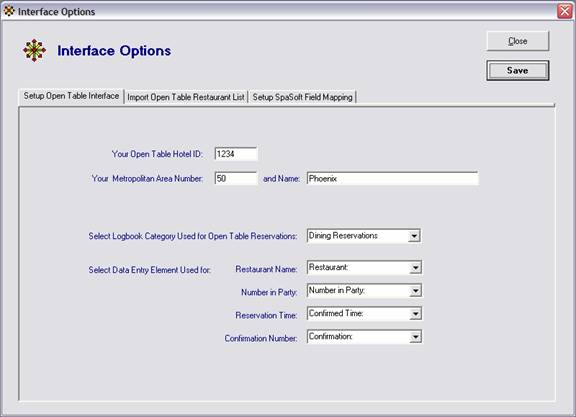 Interface Options
Interface Options
Close
Save
Setup Open Table Interface Import Open Table Restaurant List Setup SpaSoft Field Mapping
Your Open Table Hotel ID: 1234
Your Metropolitan Area Number: 50 and Name: Phoenix
Select Logbook Category Used for Open Table Reservations: Dining Reservations
Select Data Entry Element Used for: Restaurant Name: Restaurant:
Number in Party: Number in Party:
Reservation Time: Confirmed Time:
Confirmation Number: Confirmation: